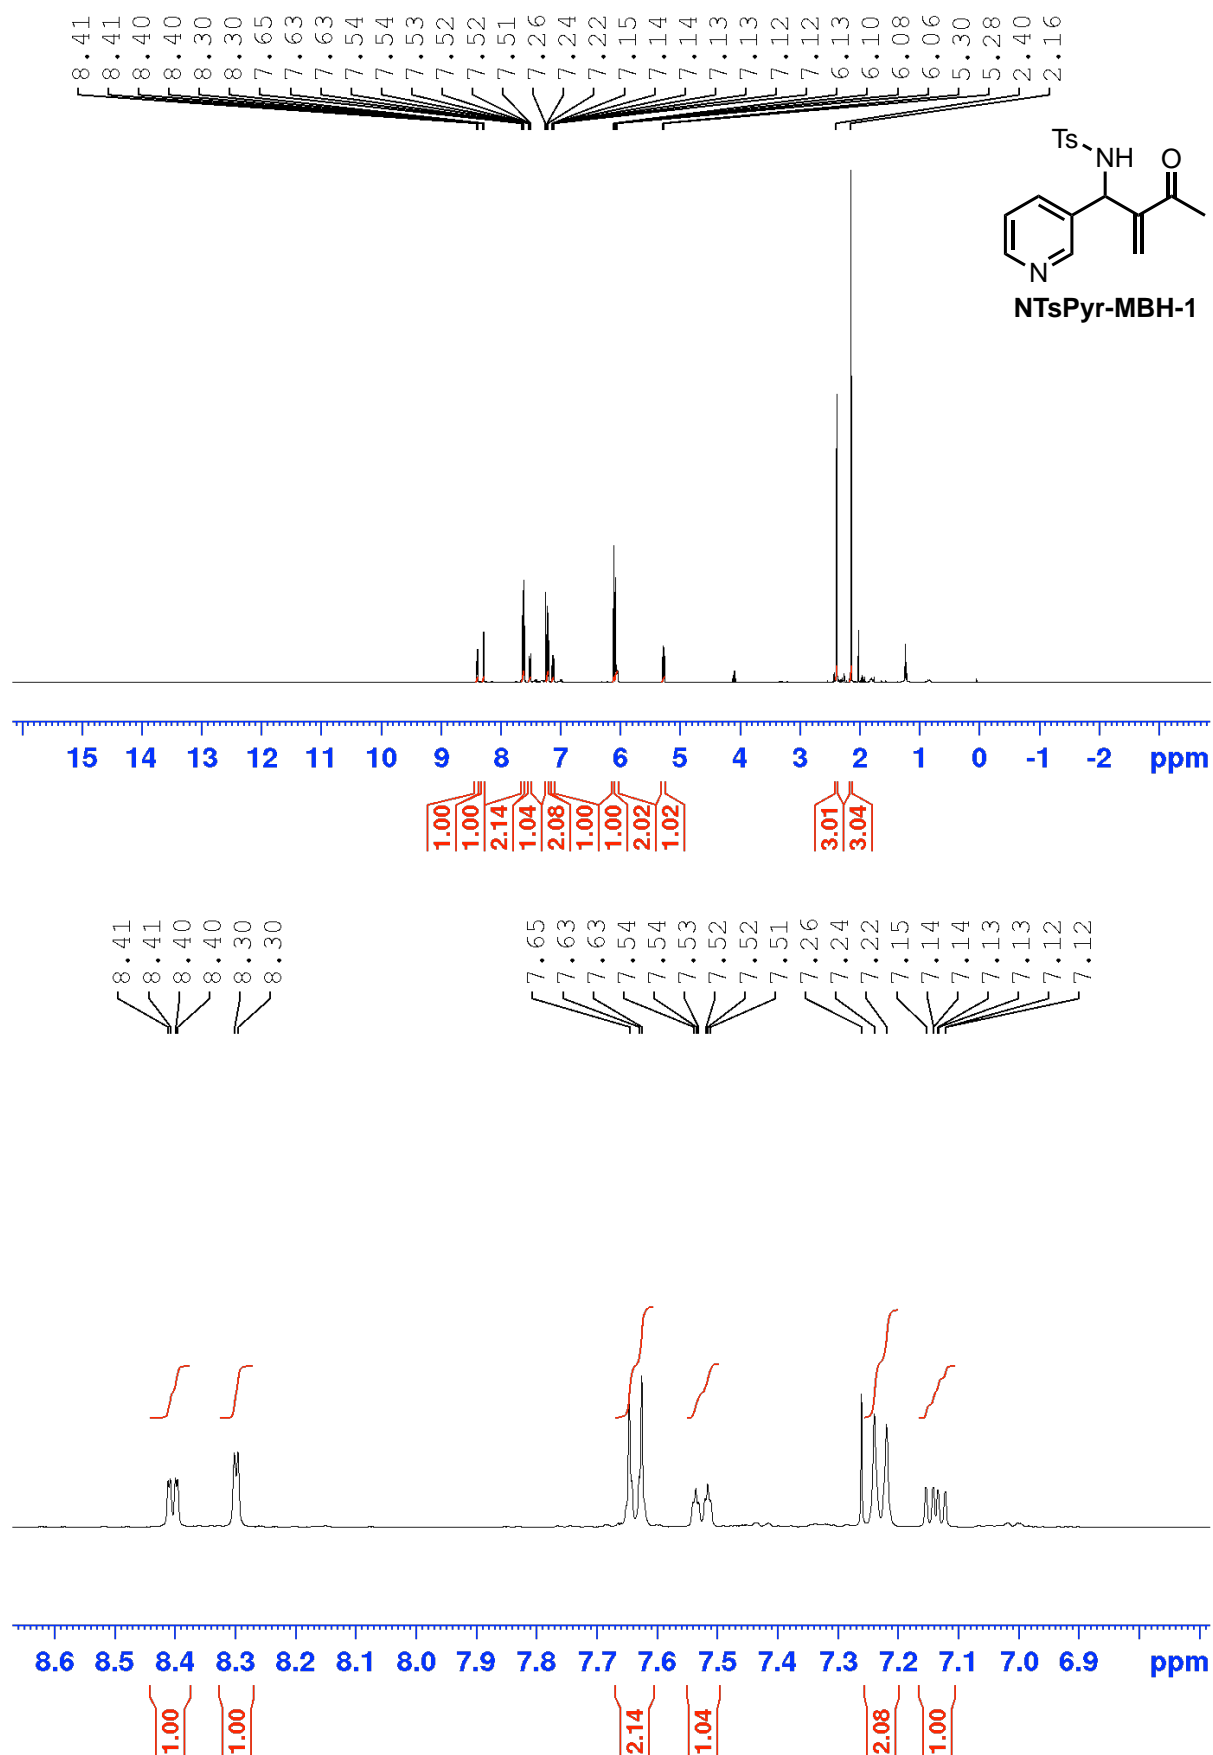 8.41 8.41 8.40 8.40 8.30 8.30 7.65 7.63 7.63 7.54 7.54 7.53 7.52 7.52 7.51 7.26 7.24 7.22 7.15 7.14 7.14 7.13 7.13 7.12 7.12 6.13 6.10 6.08 6.06 5.30 5.28 2.40 2.16
Ts
NH
O
N
NTsPyr-MBH-1
15 14 13 12 11 10 9 8 7 6 5 4 3 2 1 0 -1 -2 ppm
1.00 1.00 2.14 1.04 2.08 1.00 1.00 2.02 1.02 3.01 3.04
8.41 8.41 8.40 8.40 8.30 8.30 7.65 7.63 7.63 7.54 7.54 7.53 7.52 7.52 7.51 7.26 7.24 7.22 7.15 7.14 7.14 7.13 7.13 7.12 7.12
8.6 8.5 8.4 8.3 8.2 8.1 8.0 7.9 7.8 7.7 7.6 7.5 7.4 7.3 7.2 7.1 7.0 6.9 ppm
1.00 1.00 2.14 1.04 2.08 1.00